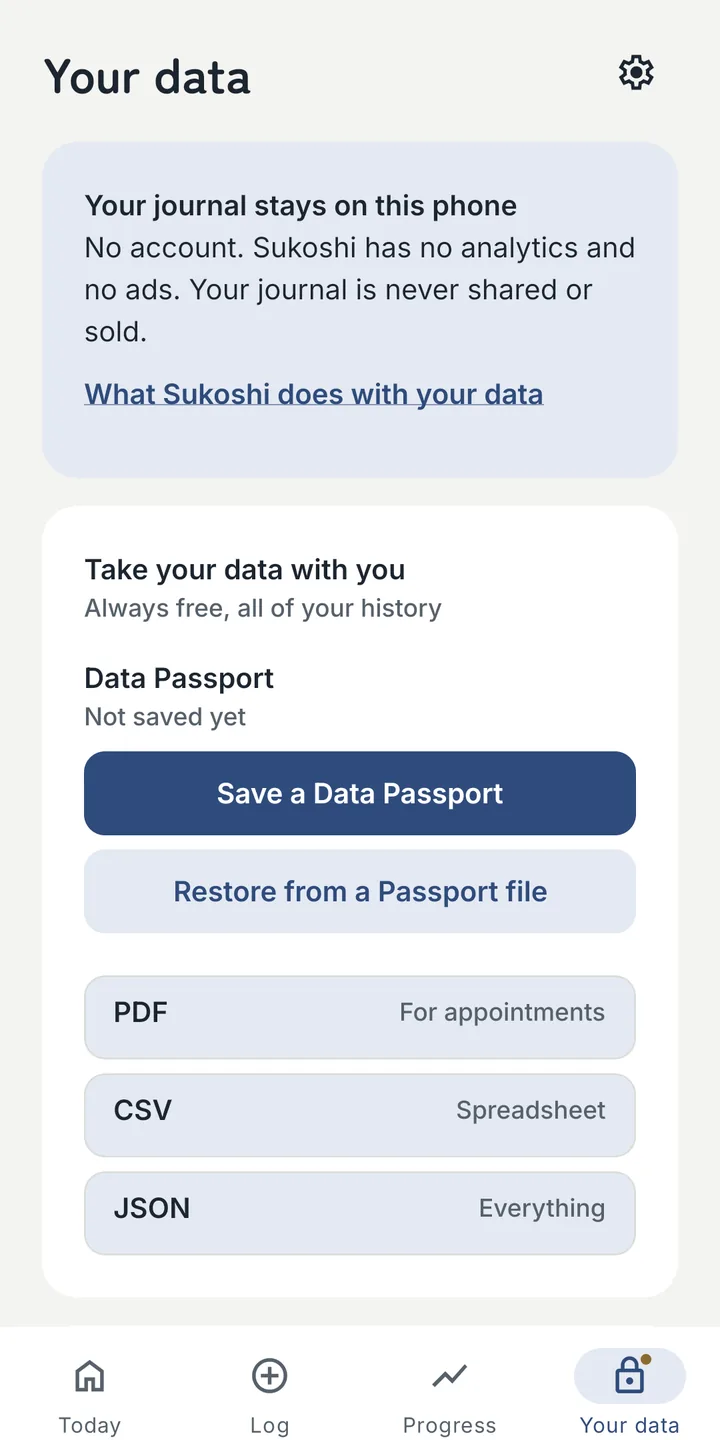 Your data
Your journal stays on this phone
No account. Sukoshi has no analytics and
no ads. Your journal is never shared or
sold.
What Sukoshi does with your data
Take your data with you
Always free, all of your history
Data Passport
Not saved yet
Save a Data Passport
Restore from a Passport file
PDF For appointments
CSV Spreadsheet
JSON Everything
Today Log Progress Your data